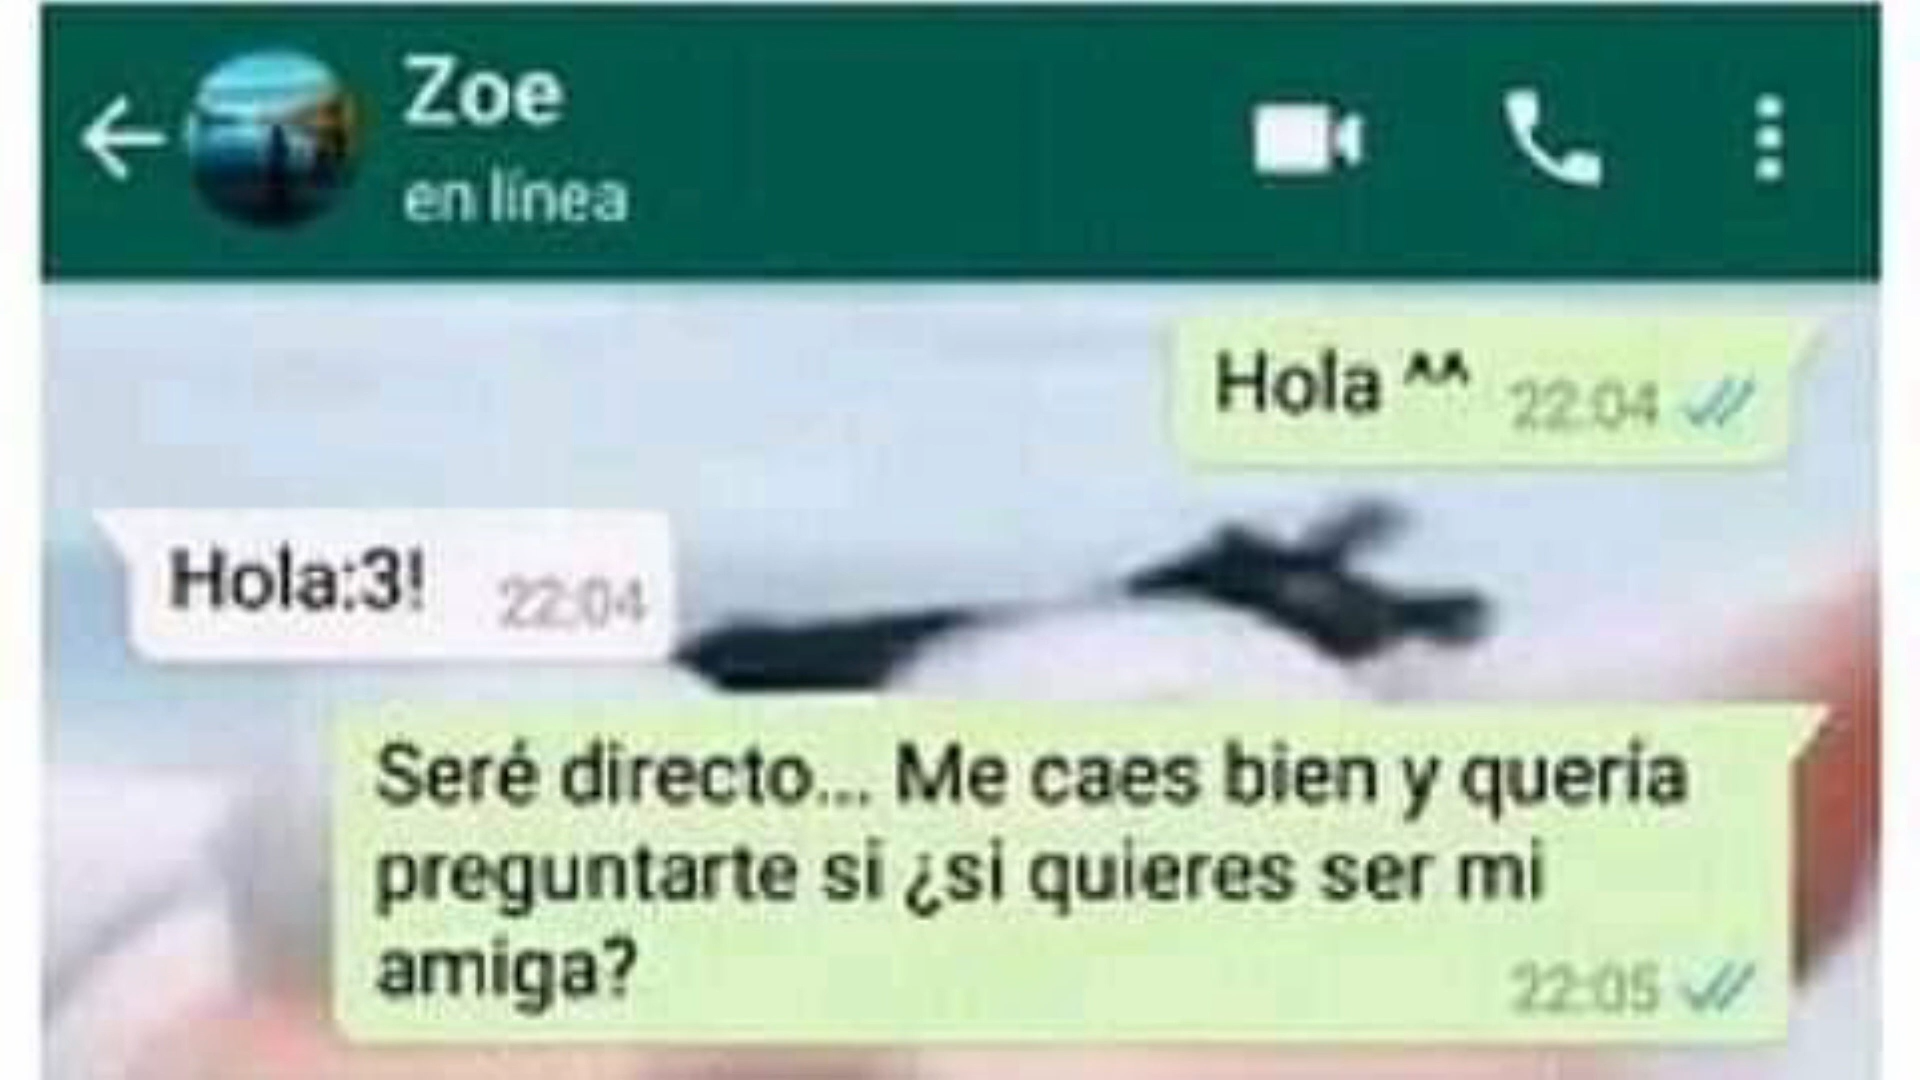 Zoe
en línea
Hola ^^ 22:04
Hola:3! 22:04
Seré directo... Me caes bien y quería
preguntarte si ¿si quieres ser mi
amiga?
22:05